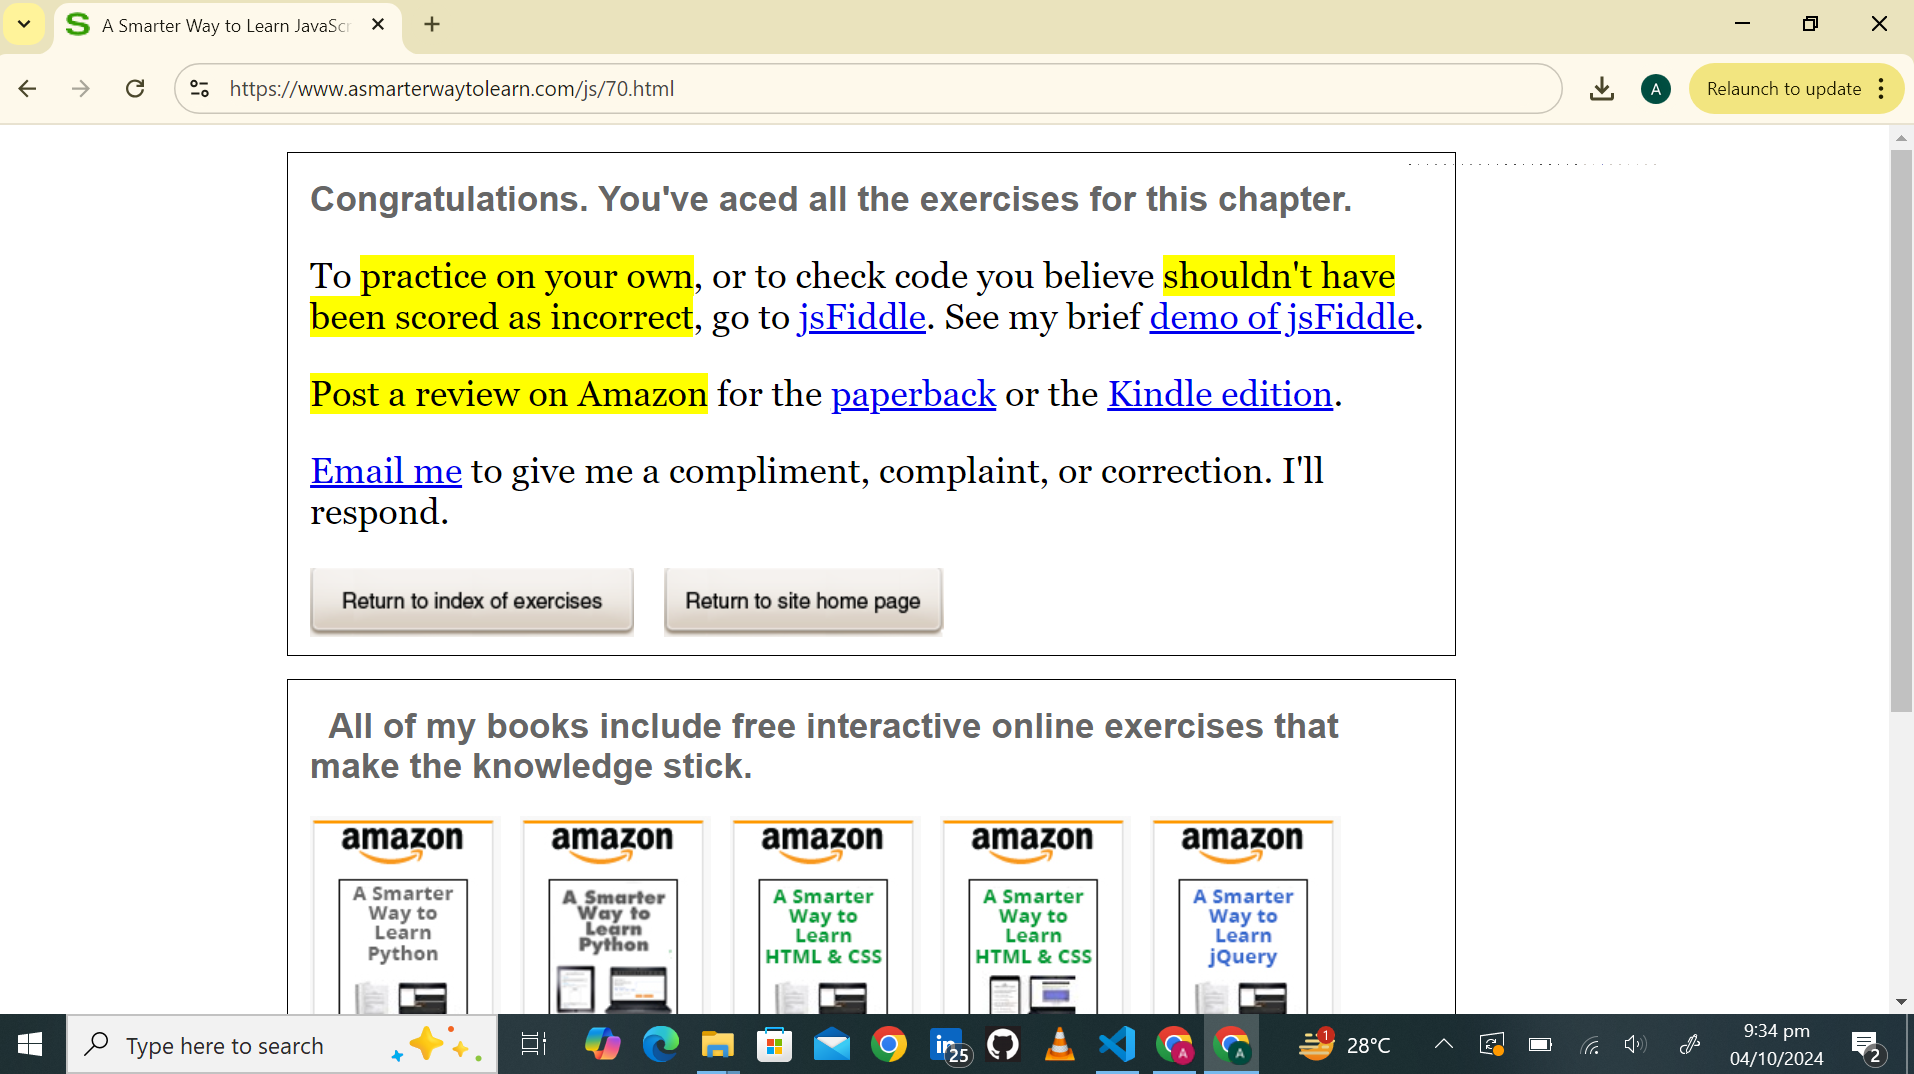 A Smarter Way to Learn JavaScr
https://www.asmarterwaytolearn.com/js/70.html
A
Relaunch to update
Congratulations. You've aced all the exercises for this chapter.
To practice on your own, or to check code you believe shouldn't have
been scored as incorrect, go to jsFiddle. See my brief demo of jsFiddle.
Post a review on Amazon for the paperback or the Kindle edition.
Email me to give me a compliment, complaint, or correction. I'll
respond.
Return to index of exercises
Return to site home page
All of my books include free interactive online exercises that
make the knowledge stick.
amazon amazon amazon amazon amazon
A Smarter
Way to
Learn
Python
A Smarter
Way to
Learn
Python
A Smarter
Way to
Learn
HTML & CSS
A Smarter
Way to
Learn
HTML & CSS
A Smarter
Way to
Learn
jQuery
Type here to search
in
25
A
A
1
28°C
9:34 pm
04/10/2024
2